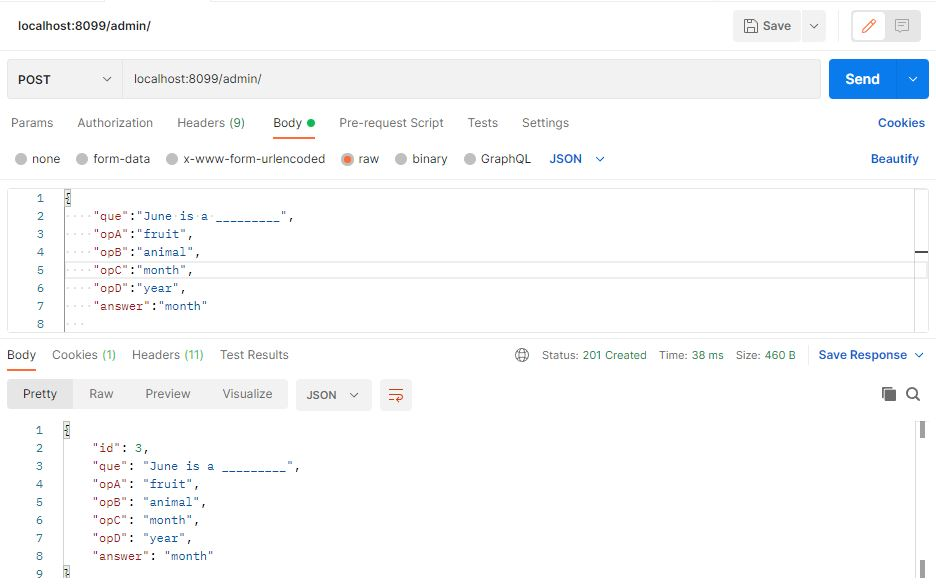 localhost:8099/admin/ Save
POST localhost:8099/admin/ Send
Params Authorization Headers (9) Body Pre-request Script Tests Settings Cookies
none form-data x-www-form-urlencoded raw binary GraphQL JSON Beautify
1 {
2 "que":"June is a _________",
3 "opA":"fruit",
4 "opB":"animal",
5 "opC":"month",
6 "opD":"year",
7 "answer":"month"
8
Body Cookies (1) Headers (11) Test Results Status: 201 Created Time: 38 ms Size: 460 B Save Response
Pretty Raw Preview Visualize JSON
1 {
2 "id": 3,
3 "que": "June is a _________",
4 "opA": "fruit",
5 "opB": "animal",
6 "opC": "month",
7 "opD": "year",
8 "answer": "month"
9 }